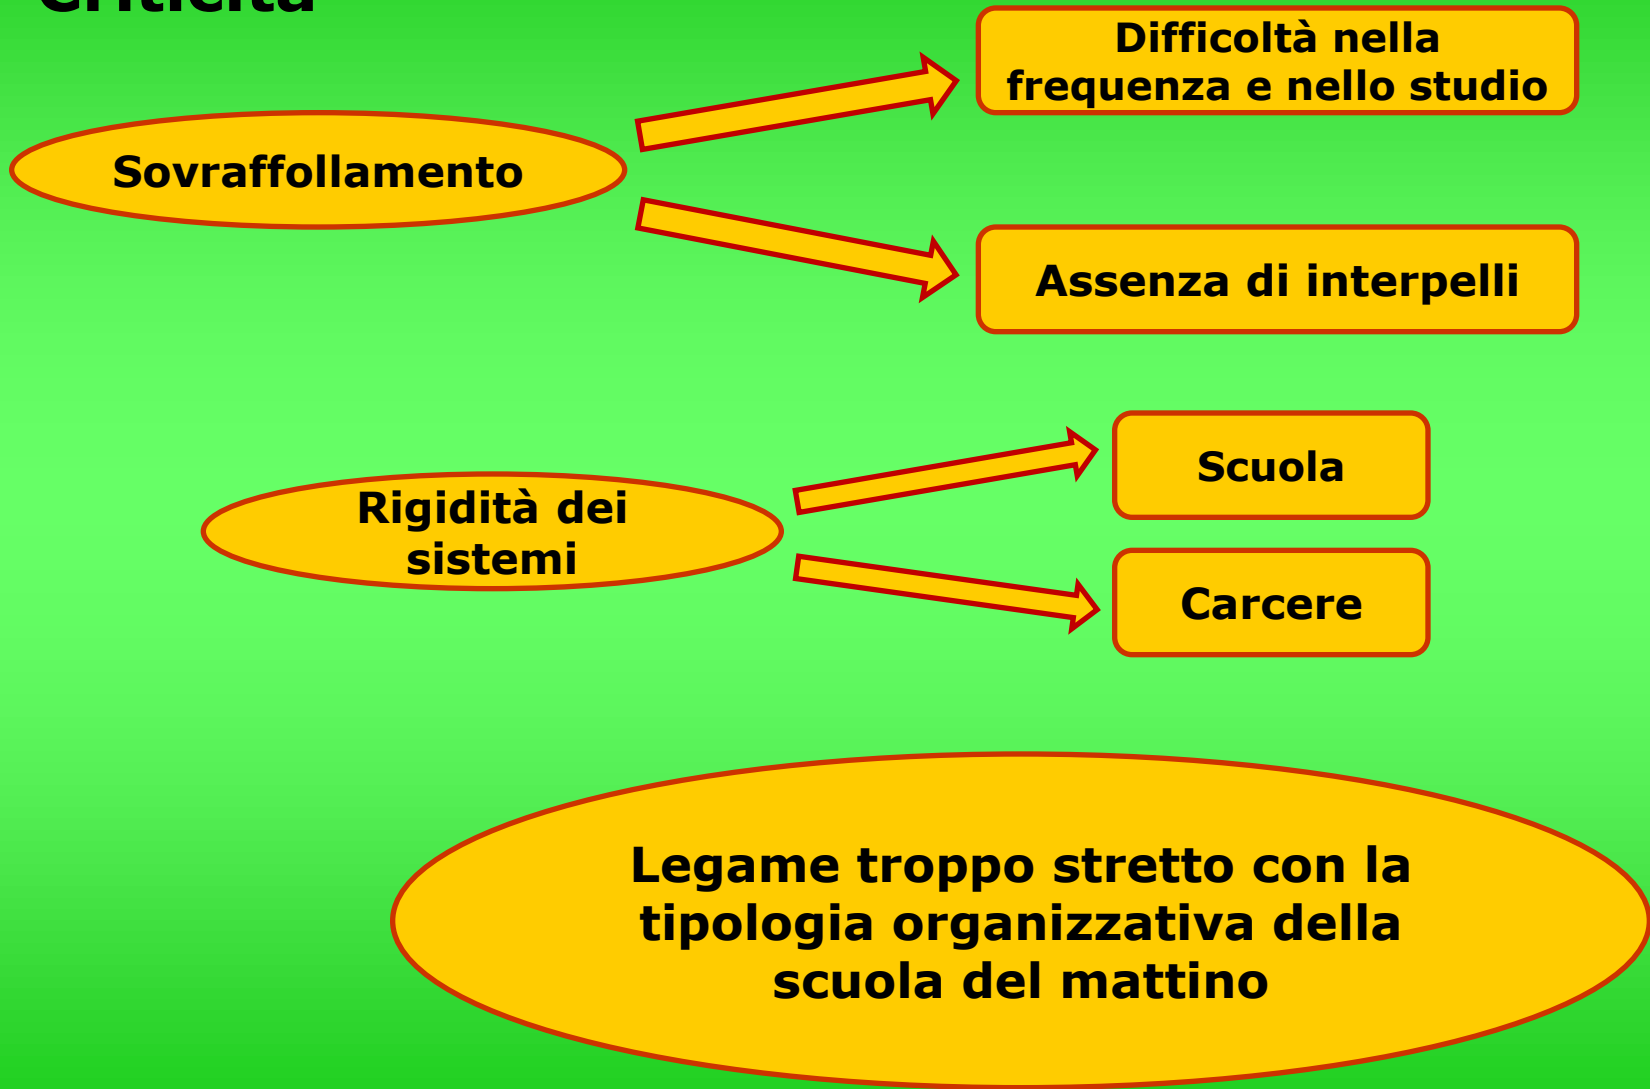 Criticità
Difficoltà nella
frequenza e nello studio
Sovraffollamento
Assenza di interpelli
Scuola
Rigidità dei
sistemi
Carcere
Legame troppo stretto con la
tipologia organizzativa della
scuola del mattino